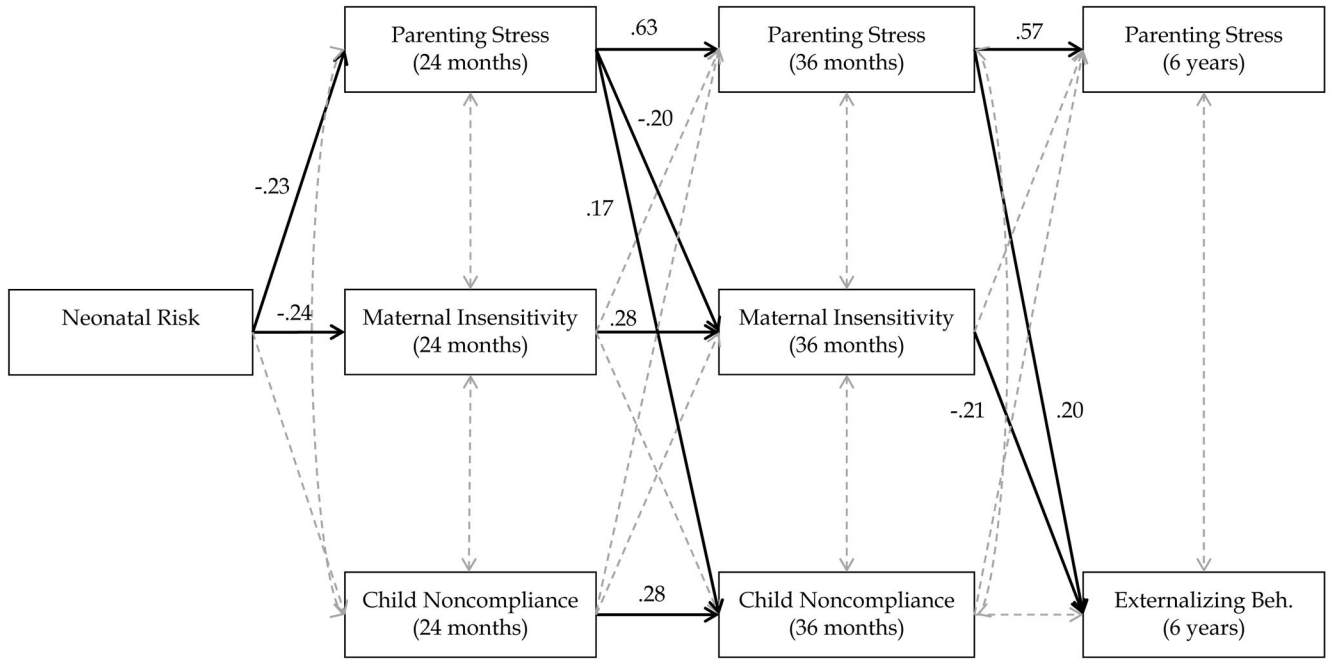 Parenting Stress
(24 months)
.63
Parenting Stress
(36 months)
.57
Parenting Stress
(6 years)
-.20
-.23
.17
Neonatal Risk
-.24
Maternal Insensitivity
(24 months)
.28
Maternal Insensitivity
(36 months)
-.21
.20
Child Noncompliance
(24 months)
.28
Child Noncompliance
(36 months)
Externalizing Beh.
(6 years)